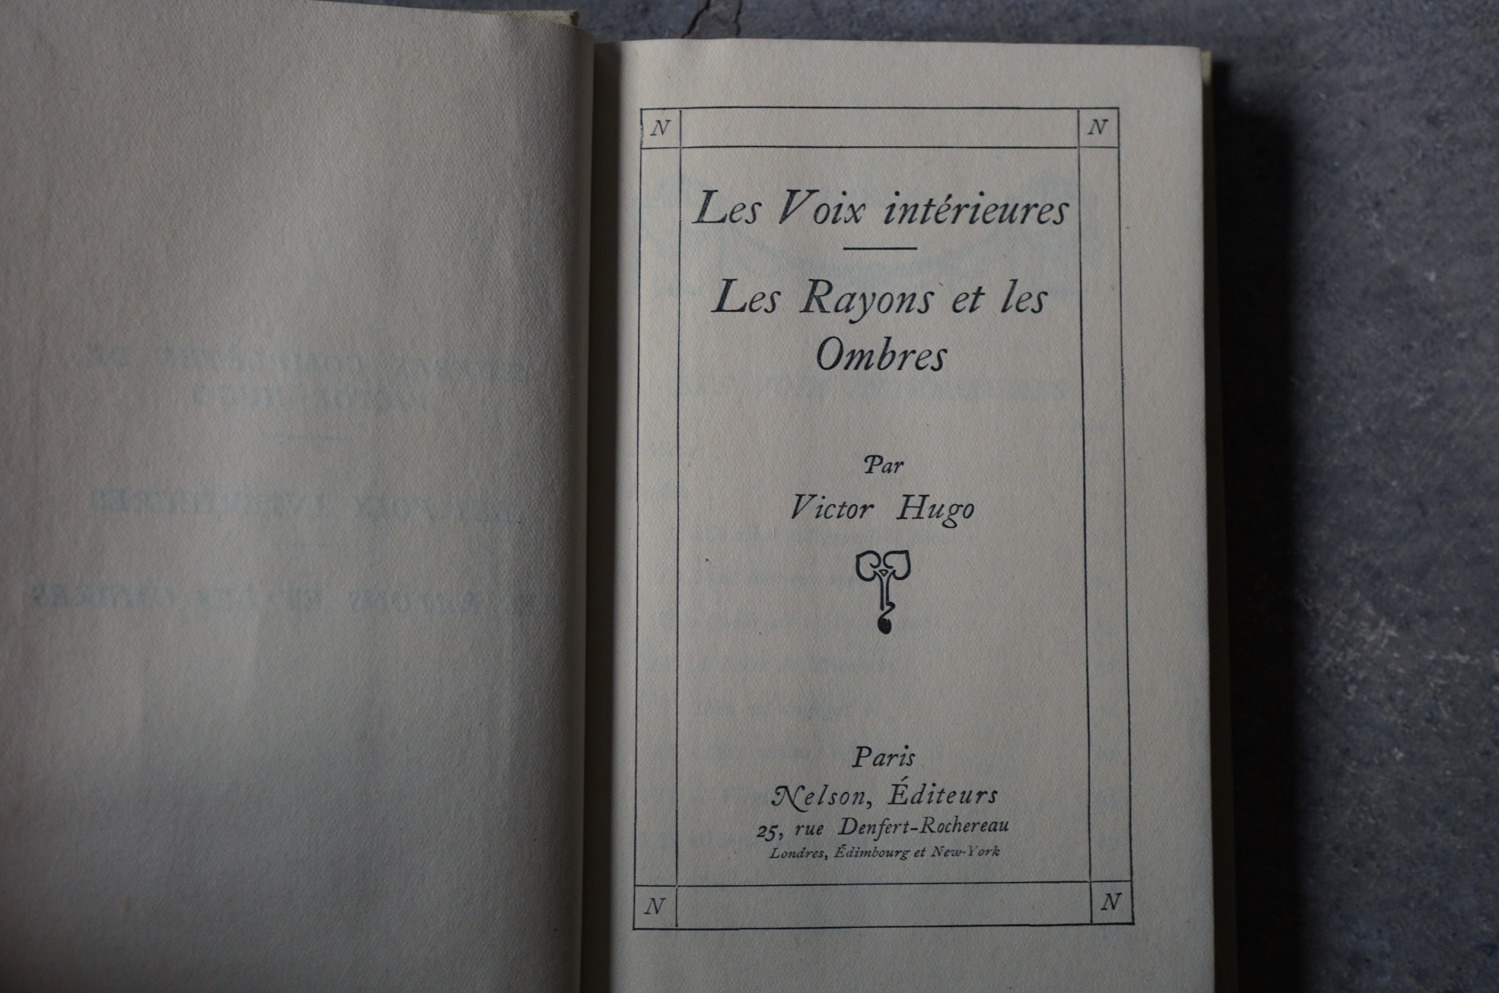 N
N
Les Voix intérieures
Les Rayons et les
Ombres
Par
Victor Hugo
Paris
Nelson, Éditeurs
25, rue Denfert-Rochereau
Londres, Édimbourg et New-York
N
N